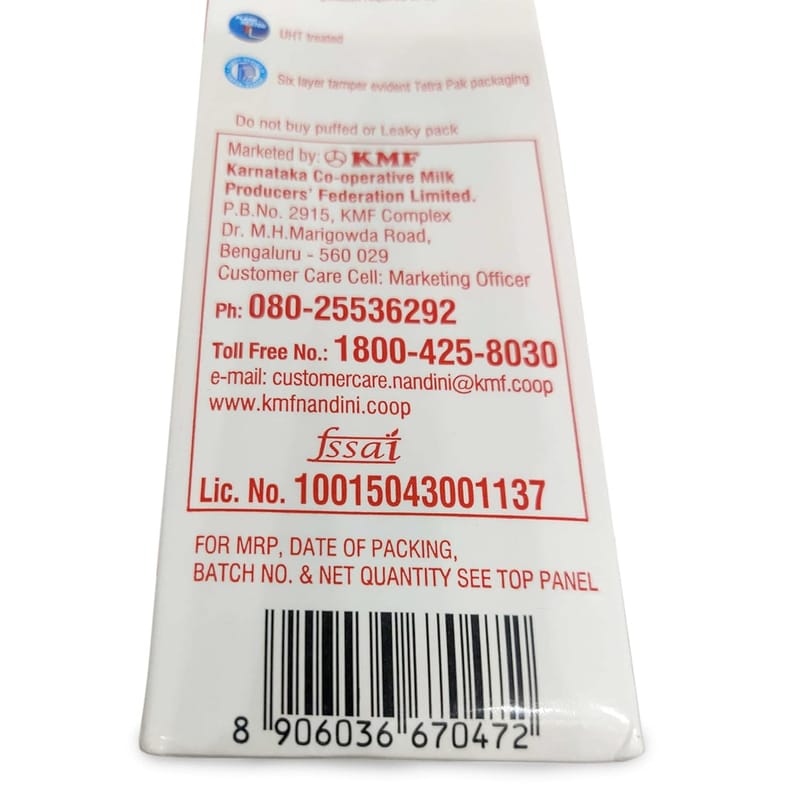 UHT treated
Six layer tamper evident Tetra Pak packaging
Do not buy puffed or Leaky pack
Marketed by: KMF
Karnataka Co-operative Milk
Producers' Federation Limited.
P.B.No. 2915, KMF Complex
Dr. M.H.Marigowda Road,
Bengaluru - 560 029
Customer Care Cell: Marketing Officer
Ph: 080-25536292
Toll Free No.: 1800-425-8030
e-mail: customercare.nandini@kmf.coop
www.kmfnandini.coop
fssai
Lic. No. 10015043001137
FOR MRP, DATE OF PACKING,
BATCH NO. & NET QUANTITY SEE TOP PANEL
8 906036 670472